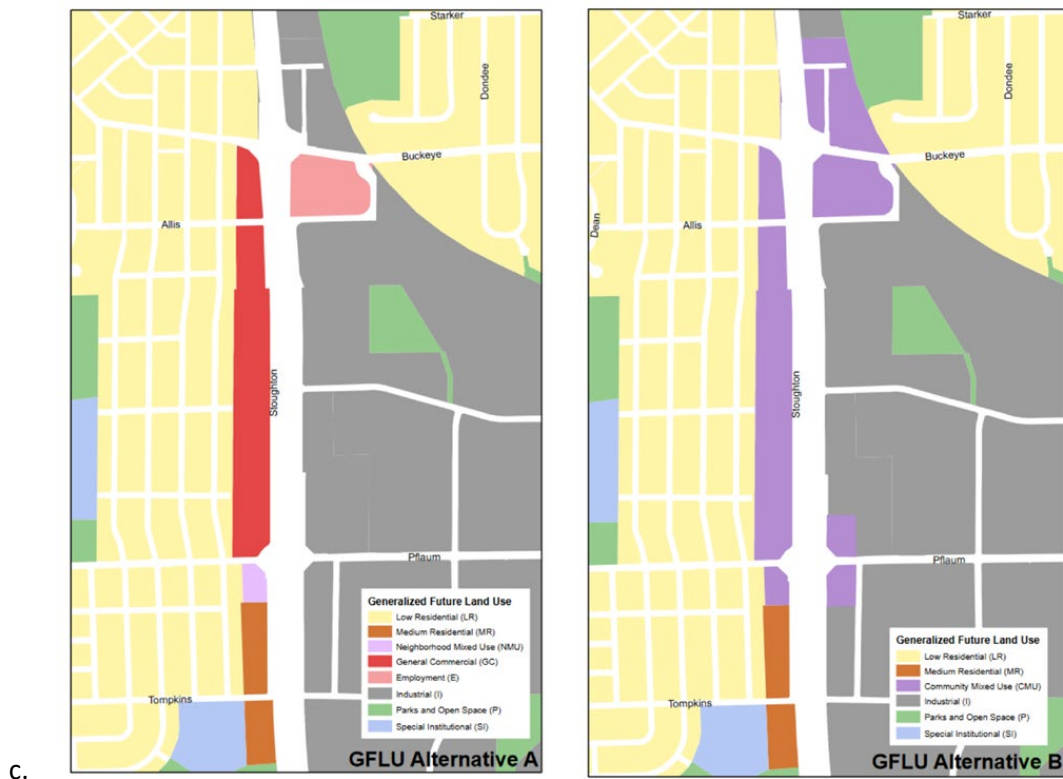 Starker
Dondee
Buckeye
Allis
Stoughton
Pflaum
Generalized Future Land Use
Low Residential (LR)
Medium Residential (MR)
Neighborhood Mixed Use (NMU)
General Commercial (GC)
Employment (E)
Industrial (I)
Parks and Open Space (P)
Special Institutional (SI)
Tompkins
GFLU Alternative A
Starker
Dondee
Buckeye
Dean
Allis
Stoughton
Pflaum
Generalized Future Land Use
Low Residential (LR)
Medium Residential (MR)
Community Mixed Use (CMU)
Industrial (I)
Parks and Open Space (P)
Special Institutional (SI)
Tompkins
GFLU Alternative B
c.